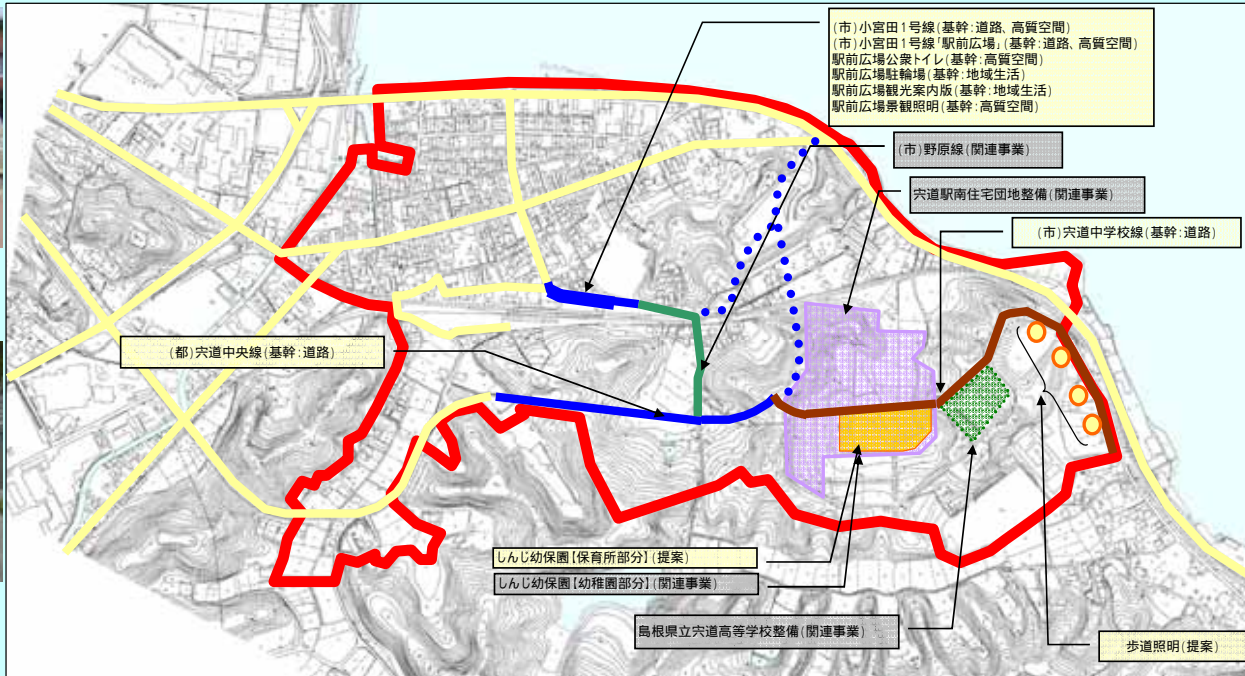 (市)小宮田1号線(基幹:道路、高質空間)
(市)小宮田1号線「駅前広場」(基幹:道路、高質空間)
駅前広場公衆トイレ(基幹:高質空間)
駅前広場駐輪場(基幹:地域生活)
駅前広場観光案内版(基幹:地域生活)
駅前広場景観照明(基幹:高質空間)
(市)野原線(関連事業)
宍道駅南住宅団地整備(関連事業)
(市)宍道中学校線(基幹:道路)
(都)宍道中央線(基幹:道路)
しんじ幼保園【保育所部分】(提案)
しんじ幼保園【幼稚園部分】(関連事業)
島根県立宍道高等学校整備(関連事業)
歩道照明(提案)